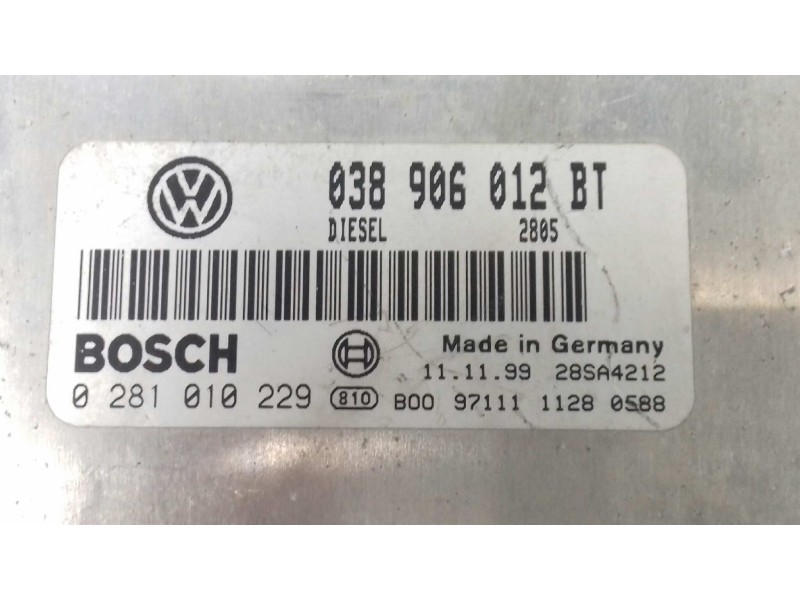 038 906 012 BT
DIESEL 2805
BOSCH
Made in Germany
11.11.99 28SA4212
0 281 010 229 810 B00 97111 1128 0588